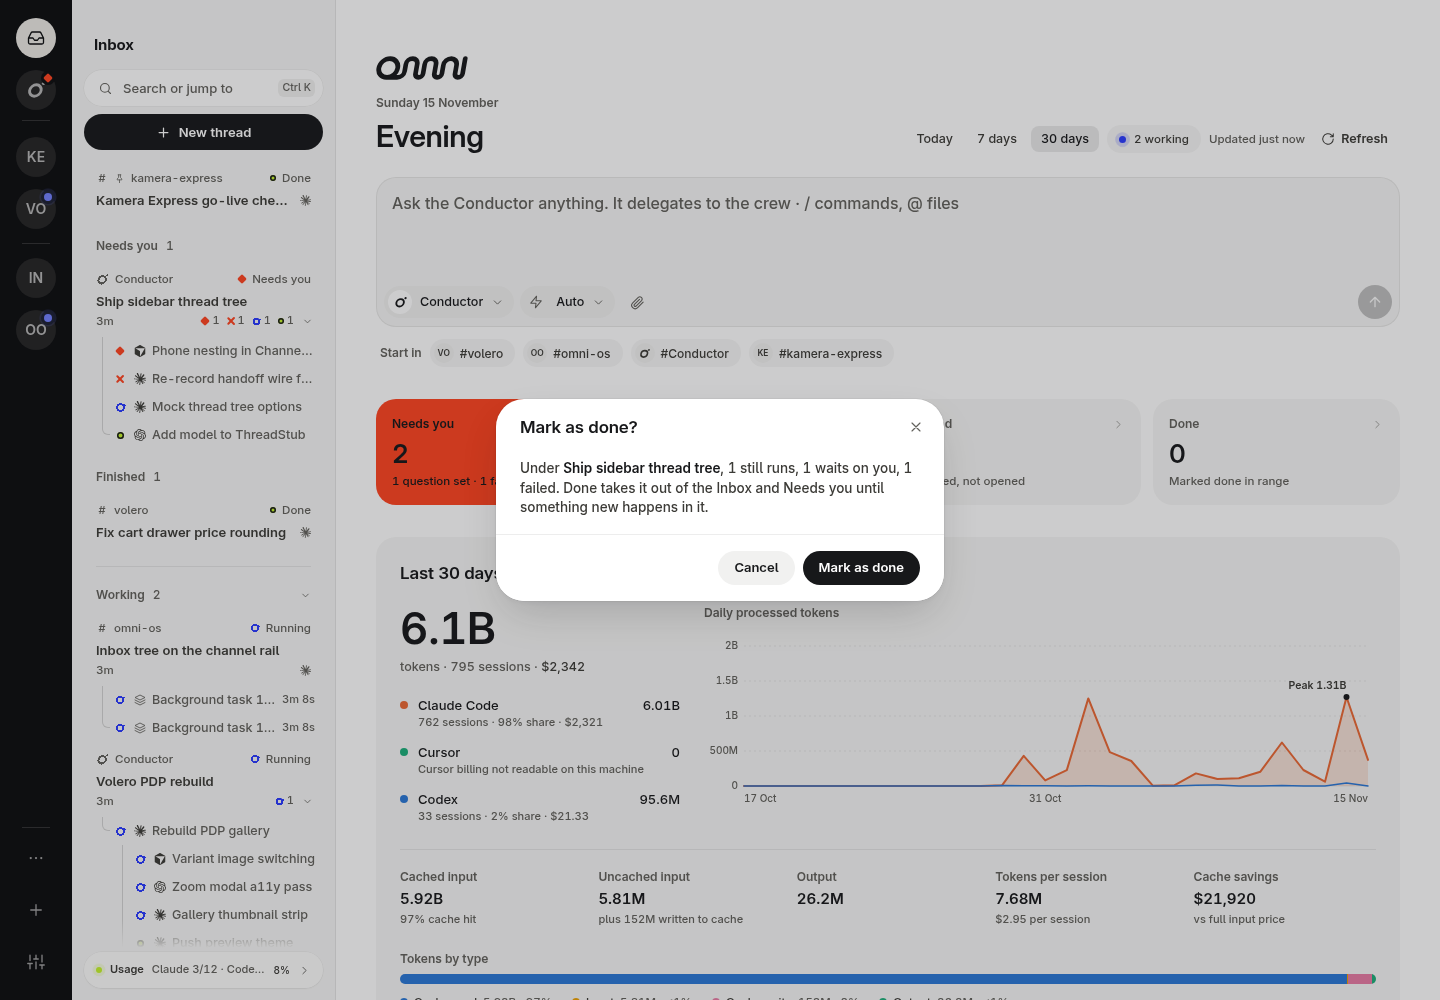 Inbox
Search or jump to
Ctrl K
New thread
# kamera-express
Done
Kamera Express go-live che...
Needs you 1
Conductor
Needs you
Ship sidebar thread tree
3m
1 1 1 1
Phone nesting in Channe...
Re-record handoff wire f...
Mock thread tree options
Add model to ThreadStub
Finished 1
# volero
Done
Fix cart drawer price rounding
Working 2
# omni-os
Running
Inbox tree on the channel rail
3m
Background task 1... 3m 8s
Background task 1... 3m 8s
Conductor
Running
Volero PDP rebuild
3m
1
Rebuild PDP gallery
Variant image switching
Zoom modal a11y pass
Gallery thumbnail strip
Push preview theme
Usage Claude 3/12 · Code... 8%
KE
VO
IN
OO
omni
Sunday 15 November
Evening
Today
7 days
30 days
2 working
Updated just now
Refresh
Ask the Conductor anything. It delegates to the crew · / commands, @ files
Conductor
Auto
Start in
VO #volero
OO #omni-os
#Conductor
KE #kamera-express
Needs you
2
1 question set · 1 f
Done
0
Marked done in range
ed, not opened
Mark as done?
Under Ship sidebar thread tree, 1 still runs, 1 waits on you, 1
failed. Done takes it out of the Inbox and Needs you until
something new happens in it.
Cancel
Mark as done
Last 30 days
6.1B
tokens · 795 sessions · $2,342
Claude Code 6.01B
762 sessions · 98% share · $2,321
Cursor 0
Cursor billing not readable on this machine
Codex 95.6M
33 sessions · 2% share · $21.33
Daily processed tokens
2B
1.5B
1B
500M
0
Peak 1.31B
17 Oct
31 Oct
15 Nov
Cached input
5.92B
97% cache hit
Uncached input
5.81M
plus 152M written to cache
Output
26.2M
Tokens per session
7.68M
$2.95 per session
Cache savings
$21,920
vs full input price
Tokens by type